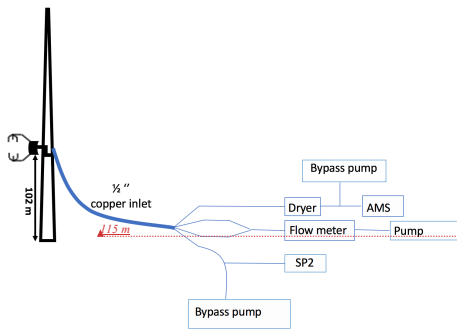 Bypass pump
½ ’’
copper inlet
102 m
Dryer
AMS
115 m
Flow meter
Pump
SP2
Bypass pump